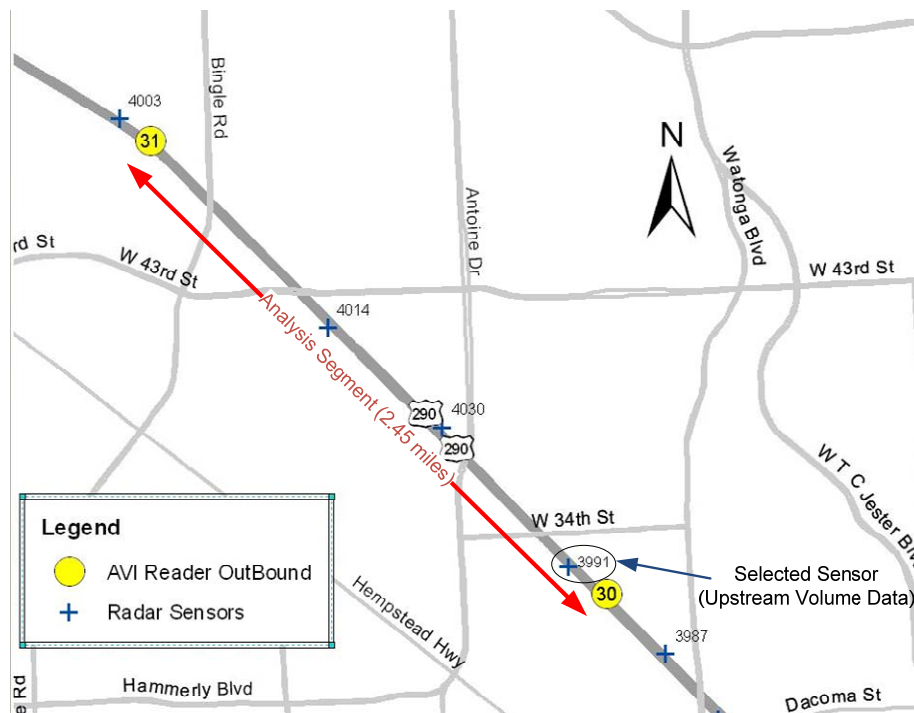 4003
31
Bingle Rd
N
Antoine Dr
Watonga Blvd
rd St
W 43rd St
W 43rd St
4014
Analysis Segment (2.45 miles)
290
4030
290
W T C Jester Blv
W 34th St
3991
Selected Sensor
(Upstream Volume Data)
30
3987
Legend
AVI Reader OutBound
Radar Sensors
Hempstead Hwy
Hammerly Blvd
e Rd
Dacoma St